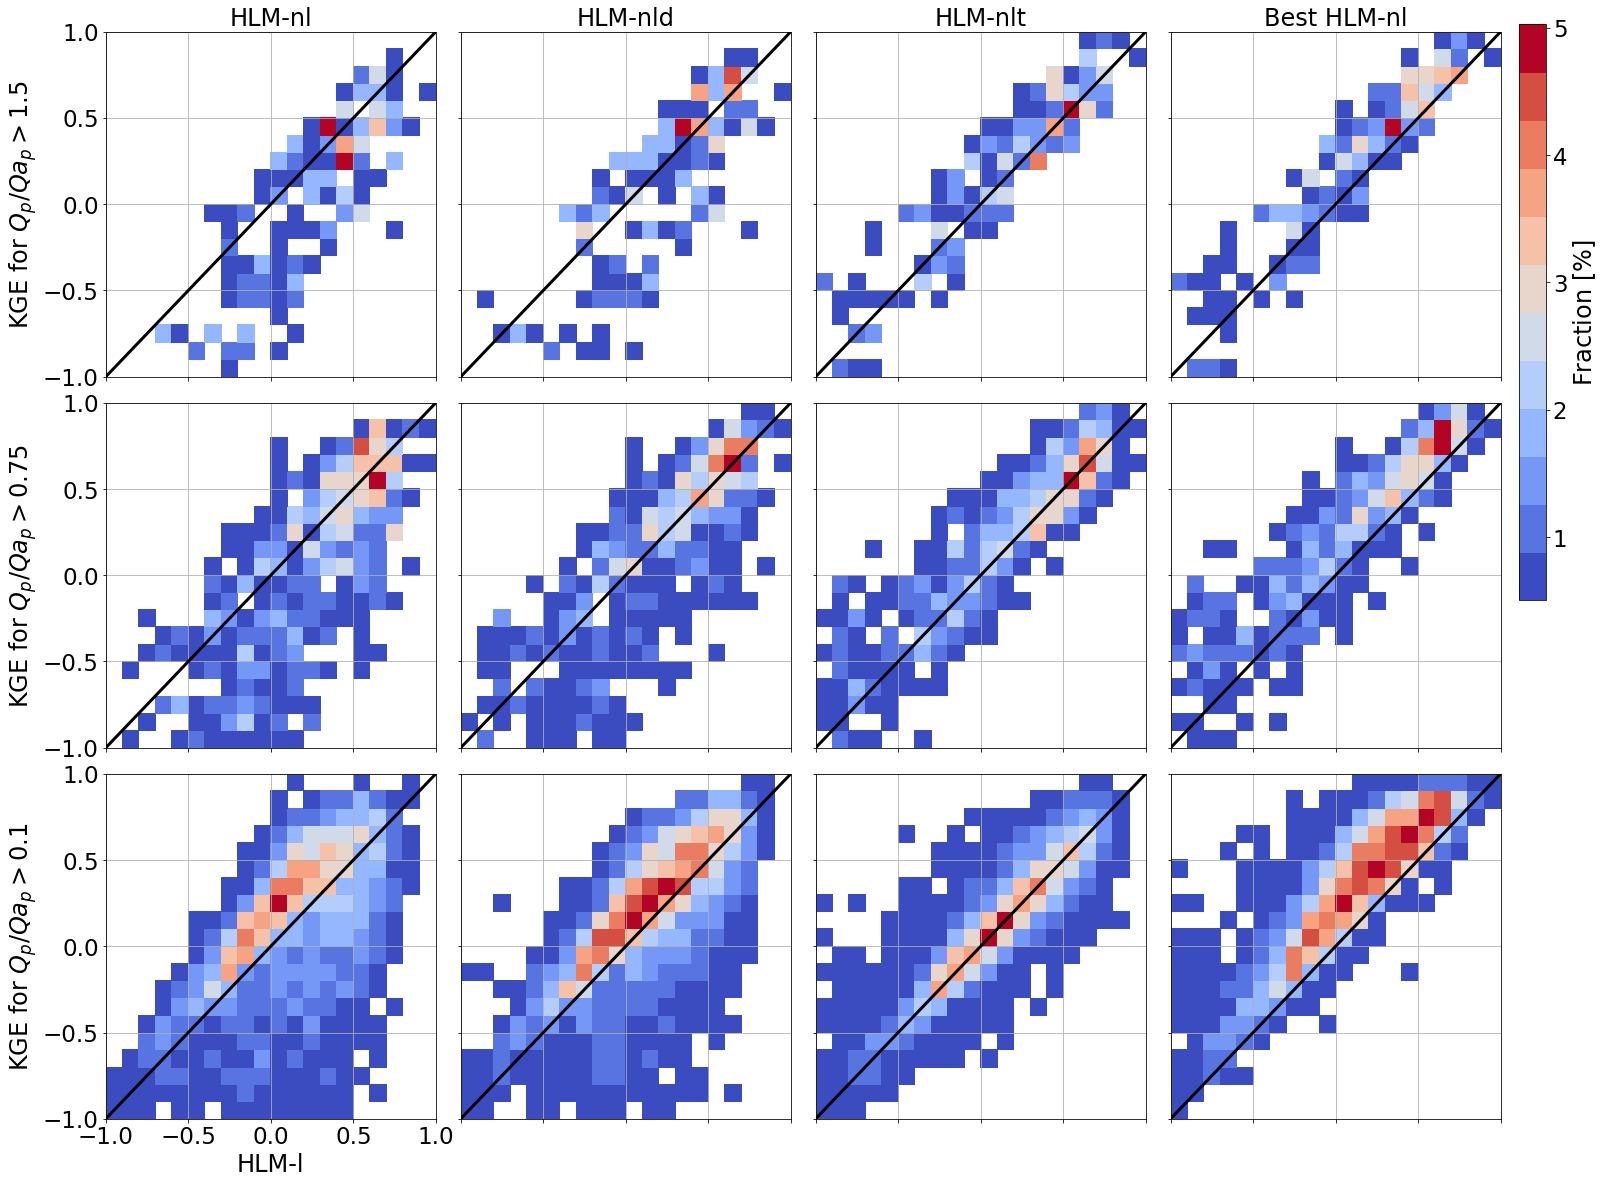 HLM-nl HLM-nld HLM-nlt Best HLM-nl
KGE for Qp/Qap > 1.5
1.0
0.5
0.0
−0.5
−1.0
5
4
3
2
1
Fraction [%]
KGE for Qp/Qap > 0.75
1.0
0.5
0.0
−0.5
−1.0
KGE for Qp/Qap > 0.1
1.0
0.5
0.0
−0.5
−1.0
−1.0 −0.5 0.0 0.5 1.0
HLM-l